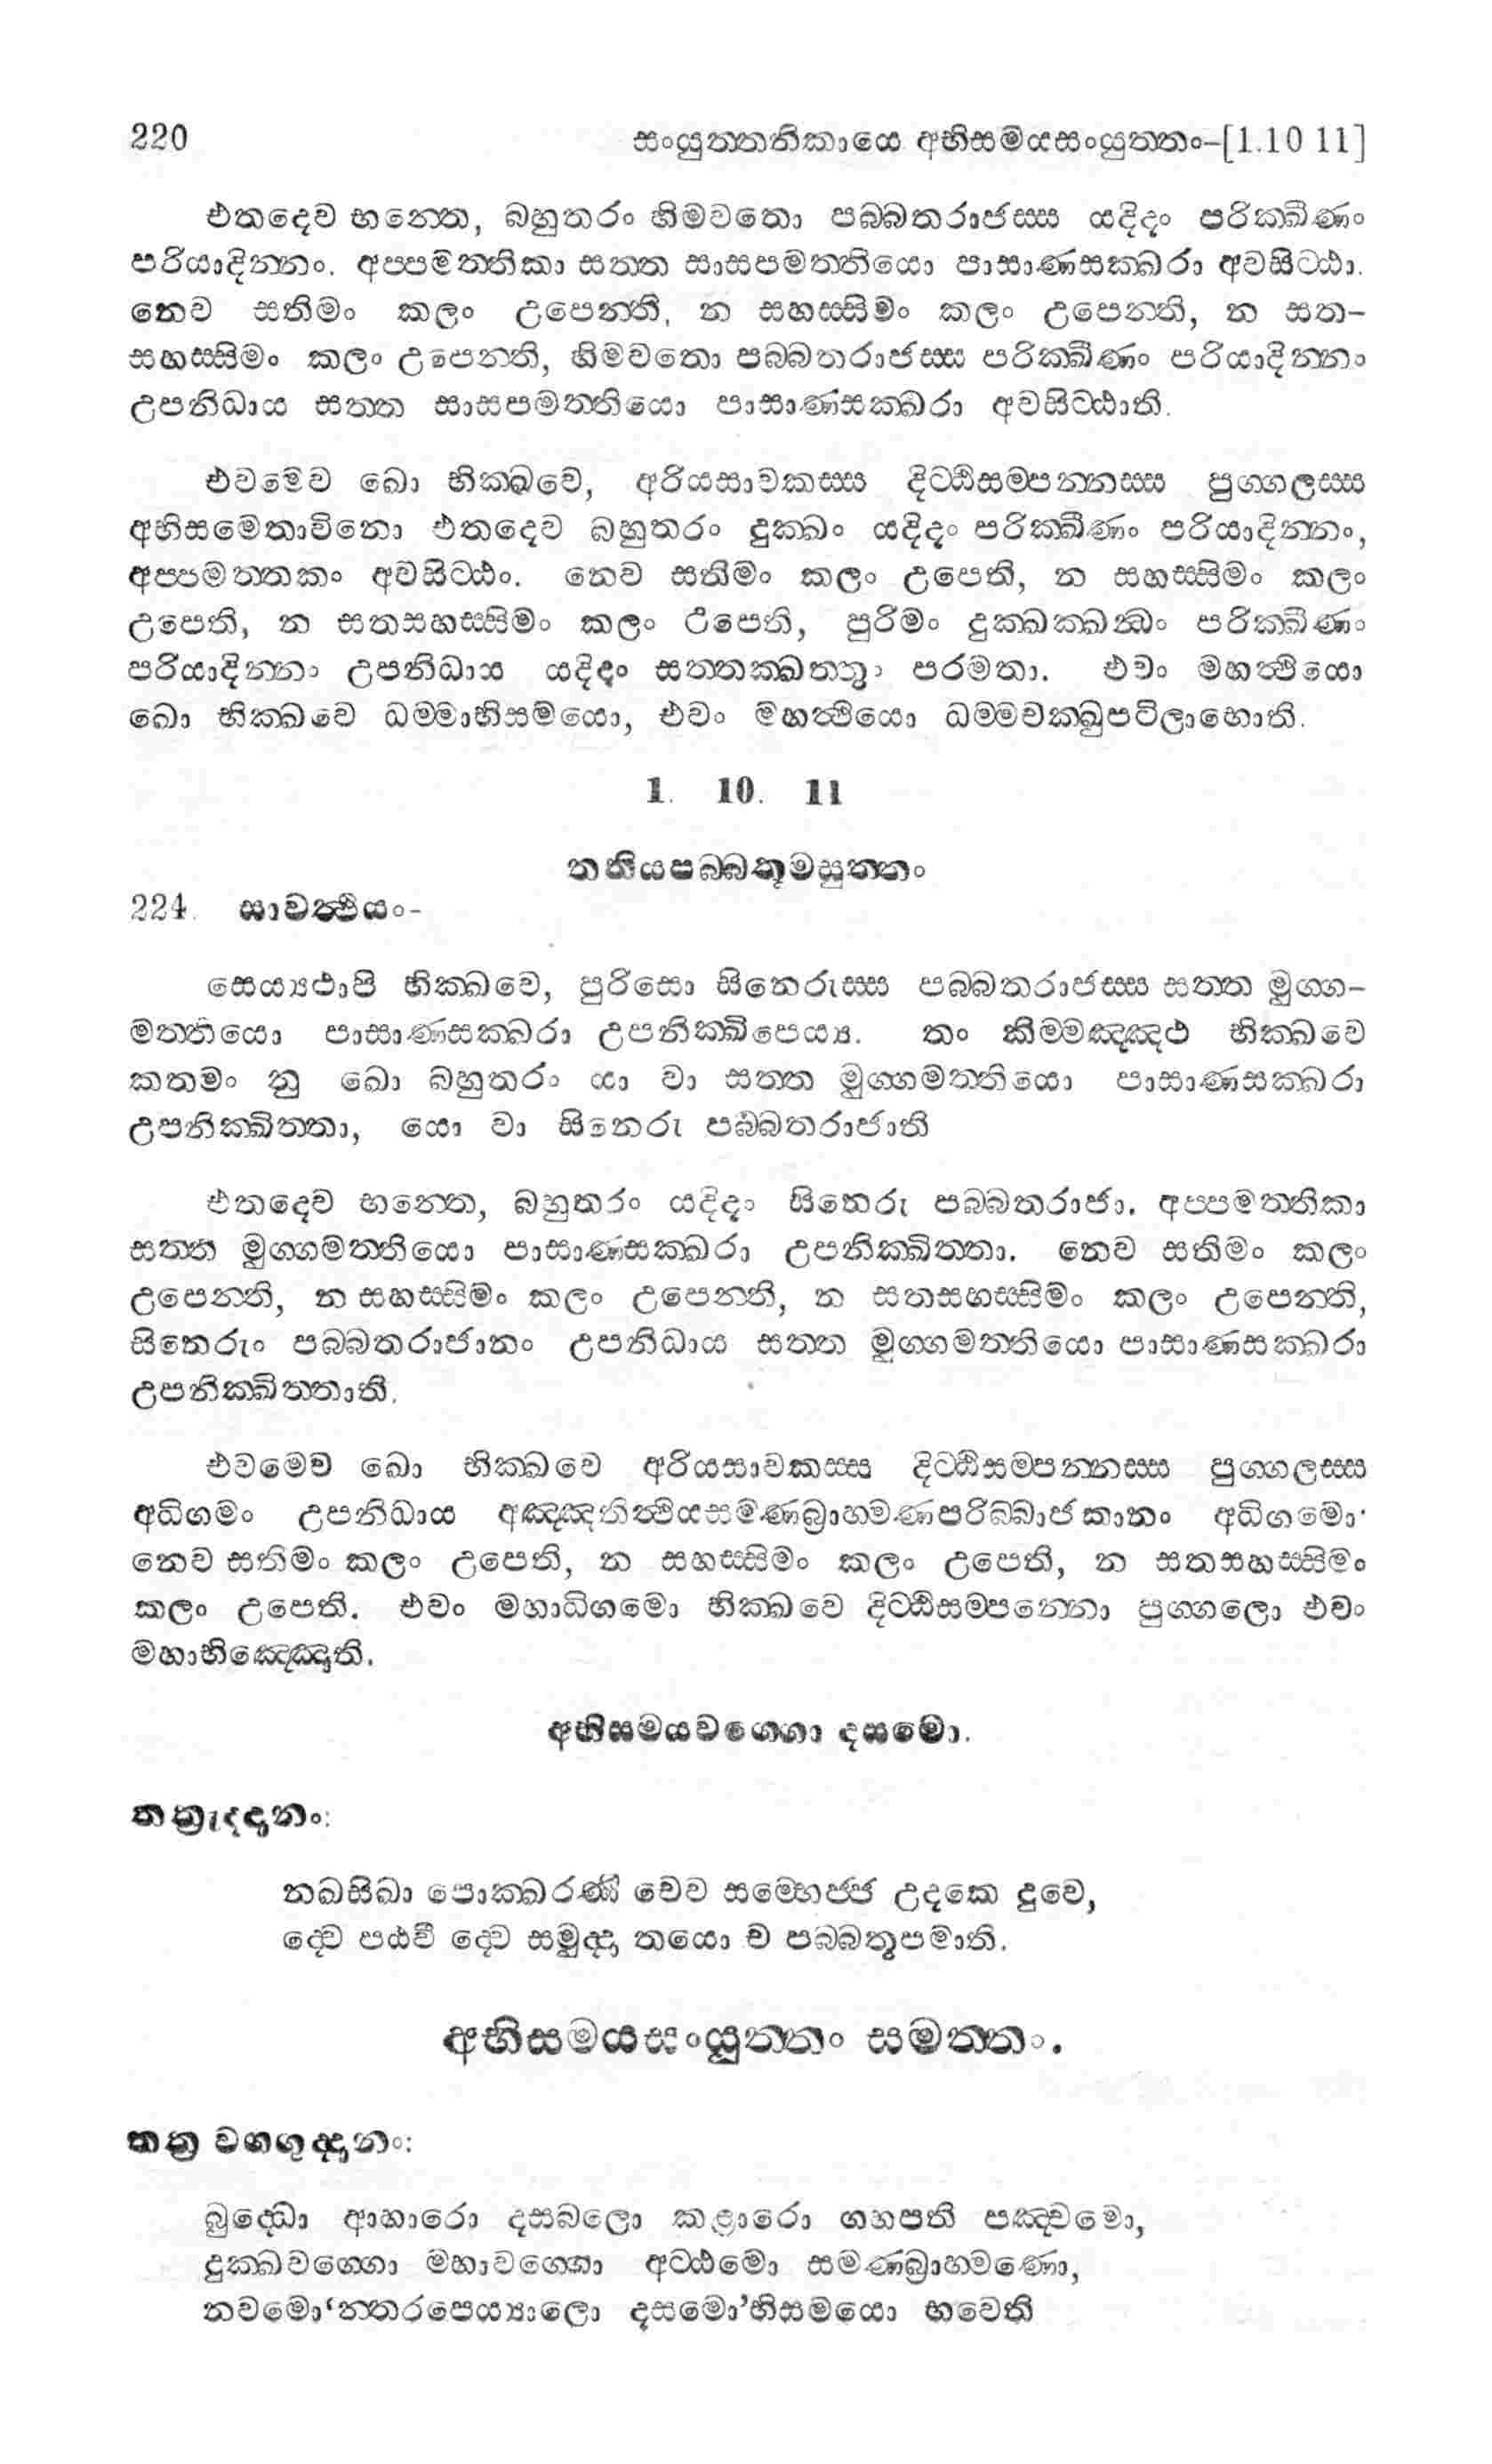 220 සංයුත්තනිකායෙ අභිසමයසංයුත්තං–[1.10 11]
එතදෙව භන්තෙ, බහුතරං හිමවතො පබ්බතරාජස්ස යදිදං පරික්ඛීණං
පරියාදින්නං. අප්පමත්තිකා සත්ත සාසපමත්තියො පාසාණසක්ඛරා අවසිට්ඨා.
නෙව සතිමං කලං උපෙන්ති, න සහස්සිමං කලං උපෙන්ති, න සත-
සහස්සිමං කලං උපෙන්ති, හිමවතො පබ්බතරාජස්ස පරික්ඛීණං පරියාදින්නං
උපනිධාය සත්ත සාසපමත්තියො පාසාණසක්ඛරා අවසිට්ඨාති.
එවමෙව ඛො භික්ඛවෙ, අරියසාවකස්ස දිට්ඨිසම්පන්නස්ස පුග්ගලස්ස
අභිසමෙතාවිනො එතදෙව බහුතරං දුක්ඛං යදිදං පරික්ඛීණං පරියාදින්නං,
අප්පමත්තකං අවසිට්ඨං. නෙව සතිමං කලං උපෙති, න සහස්සිමං කලං
උපෙති, න සතසහස්සිමං කලං උපෙති, පුරිමං දුක්ඛක්ඛන්ධං පරික්ඛීණං
පරියාදින්නං උපනිධාය යදිදං සත්තක්ඛත්තුං පරමතා. එවං මහත්ථියො
ඛො භික්ඛවෙ ධම්මාභිසමයො, එවං මහත්ථියො ධම්මචක්ඛුපටිලාභොති.
1. 10. 11
තතියපබ්බතූමසුත්තං
224. සාවත්ථියං-
සෙය්‍යථාපි භික්ඛවෙ, පුරිසො සිනෙරුස්ස පබ්බතරාජස්ස සත්ත මුග්ග-
මත්තියො පාසාණසක්ඛරා උපනික්ඛිපෙය්‍ය. තං කිම්මඤ්ඤථ භික්ඛවෙ
කතමං නු ඛො බහුතරං යා වා සත්ත මුග්ගමත්තියො පාසාණසක්ඛරා
උපනික්ඛිත්තා, යො වා සිනෙරු පබ්බතරාජාති
එතදෙව භන්තෙ, බහුතරං යදිදං සිනෙරු පබ්බතරාජා. අප්පමත්තිකා
සත්ත මුග්ගමත්තියො පාසාණසක්ඛරා උපනික්ඛිත්තා. නෙව සතිමං කලං
උපෙන්ති, න සහස්සිමං කලං උපෙන්ති, න සතසහස්සිමං කලං උපෙන්ති,
සිනෙරුං පබ්බතරාජානං උපනිධාය සත්ත මුග්ගමත්තියො පාසාණසක්ඛරා
උපනික්ඛිත්තාති.
එවමෙව ඛො භික්ඛවෙ අරියසාවකස්ස දිට්ඨිසම්පන්නස්ස පුග්ගලස්ස
අධිගමං උපනිධාය අඤ්ඤතිත්ථියසමණබ්‍රාහ්මණපරිබ්බාජකානං අධිගමො
නෙව සතිමං කලං උපෙති, න සහස්සිමං කලං උපෙති, න සතසහස්සිමං
කලං උපෙති. එවං මහාධිගමො භික්ඛවෙ දිට්ඨිසම්පන්නො පුග්ගලො එවං
මහාභිඤ්ඤොති.
අභිසමයවග්ගො දසමො.
තත්‍රුද්දානං:
නඛසිඛා පොක්ඛරණී චෙව සම්භෙජ්ජ උදකෙ දුවෙ,
ද්වෙ පඨවී ද්වෙ සමුද්දා තයො ච පබ්බතූපමාති.
අභිසමයසංයුත්තං සමත්තං.
තත්‍ර වග්ගුද්දානං:
බුද්ධො ආහාරො දසබලො කළාරො ගහපති පඤ්චමො,
දුක්ඛවග්ගො මහාවග්ගො අට්ඨමො සමණබ්‍රාහ්මණො,
නවමො‘න්තරපෙය්‍යාලො දසමො’භිසමයො භවෙති